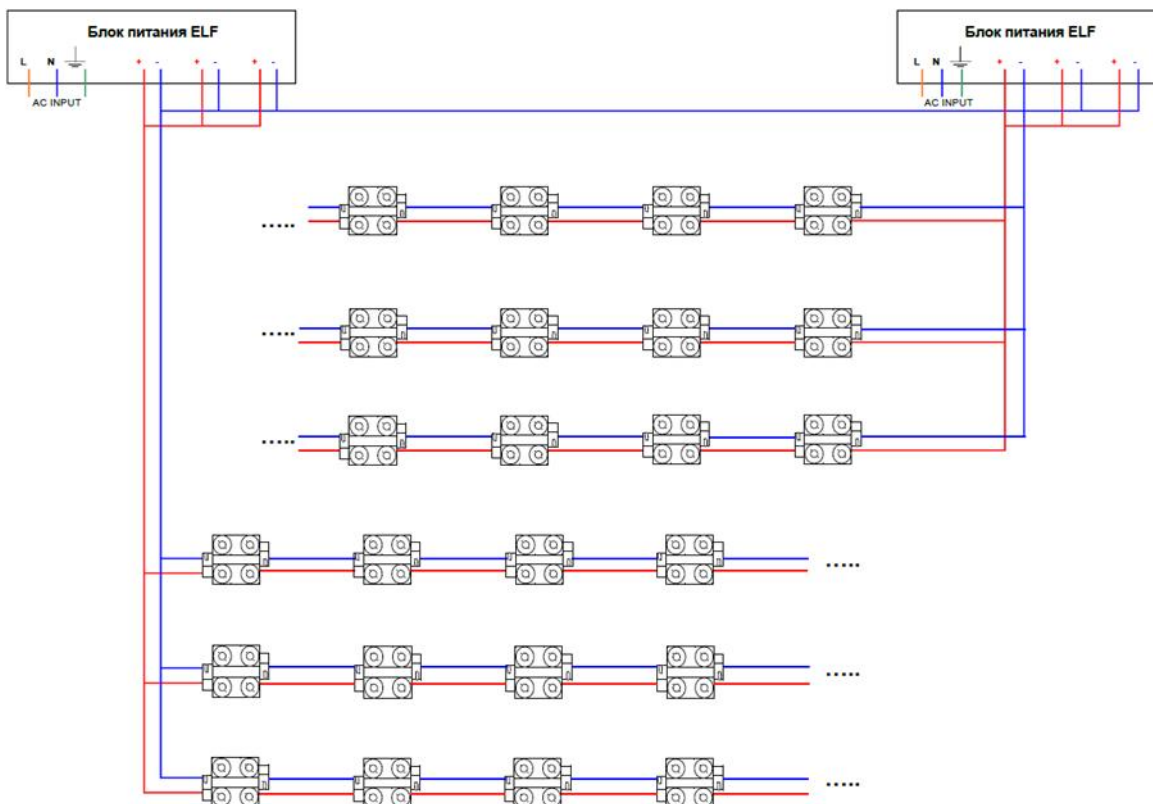 Блок питания ELF
L N + - + - + -
AC INPUT
Блок питания ELF
L N + - + - + -
AC INPUT
.....
.....
.....
.....
.....
.....